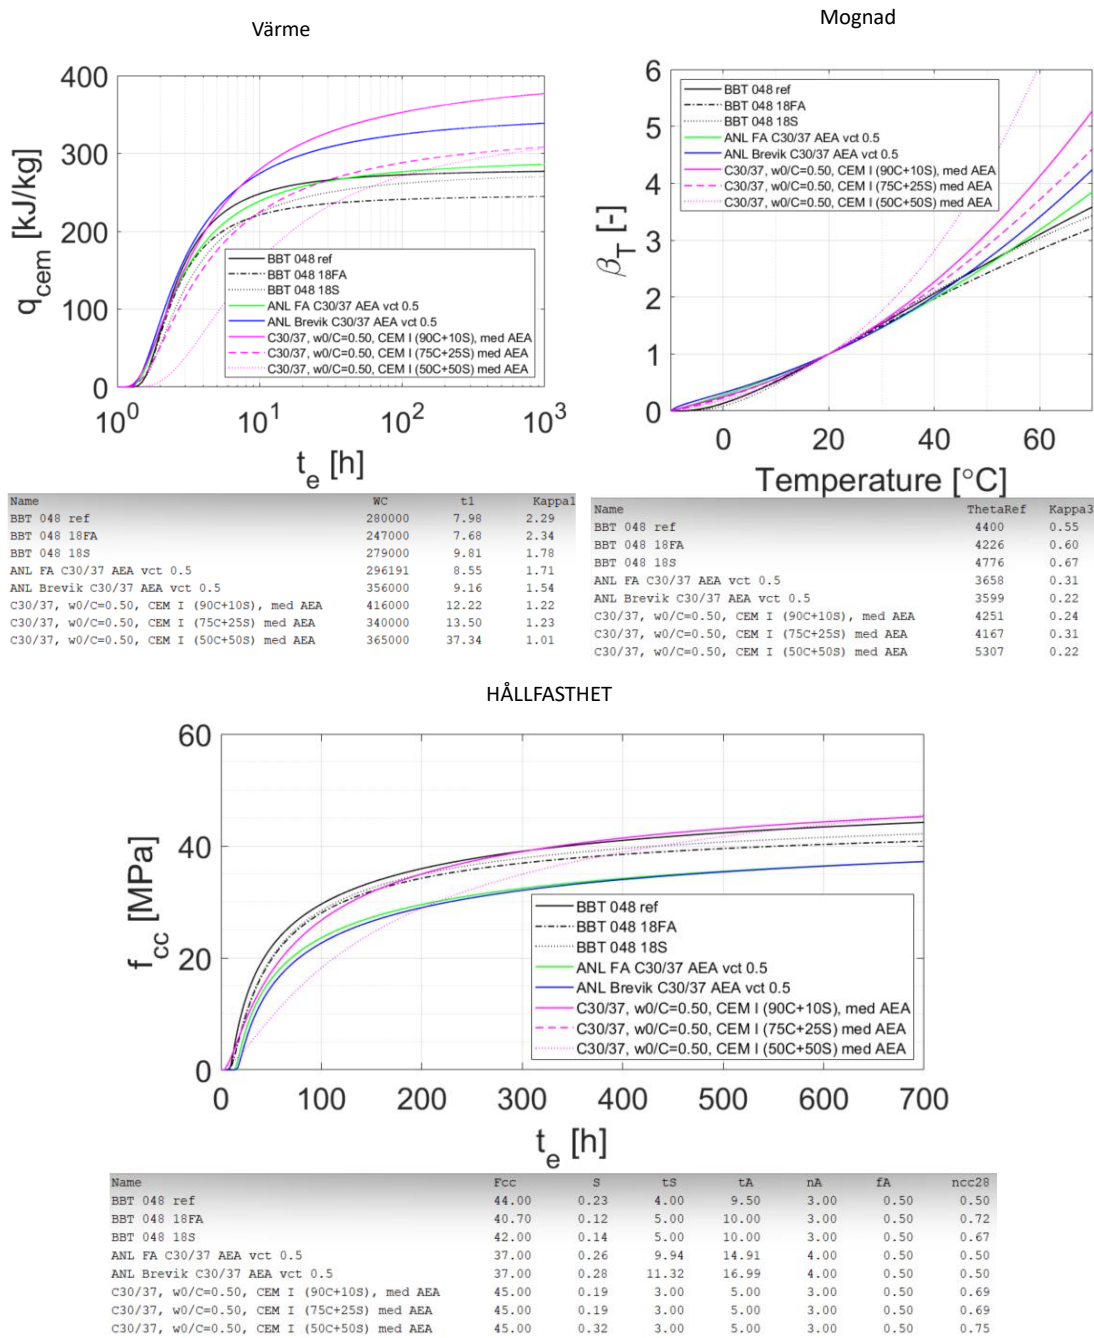 Värme
Mognad
q_cem [kJ/kg]
400
300
200
100
0
BBT 048 ref
BBT 048 18FA
BBT 048 18S
ANL FA C30/37 AEA vct 0.5
ANL Brevik C30/37 AEA vct 0.5
C30/37, w0/C=0.50, CEM I (90C+10S), med AEA
C30/37, w0/C=0.50, CEM I (75C+25S) med AEA
C30/37, w0/C=0.50, CEM I (50C+50S) med AEA
10^0 10^1 10^2 10^3
t_e [h]
β_T [-]
6
5
4
3
2
1
0
BBT 048 ref
BBT 048 18FA
BBT 048 18S
ANL FA C30/37 AEA vct 0.5
ANL Brevik C30/37 AEA vct 0.5
C30/37, w0/C=0.50, CEM I (90C+10S), med AEA
C30/37, w0/C=0.50, CEM I (75C+25S) med AEA
C30/37, w0/C=0.50, CEM I (50C+50S) med AEA
0 20 40 60
Temperature [°C]
Name WC t1 Kappa1
BBT 048 ref 280000 7.98 2.29
BBT 048 18FA 247000 7.68 2.34
BBT 048 18S 279000 9.81 1.78
ANL FA C30/37 AEA vct 0.5 296191 8.55 1.71
ANL Brevik C30/37 AEA vct 0.5 356000 9.16 1.54
C30/37, w0/C=0.50, CEM I (90C+10S), med AEA 416000 12.22 1.22
C30/37, w0/C=0.50, CEM I (75C+25S) med AEA 340000 13.50 1.23
C30/37, w0/C=0.50, CEM I (50C+50S) med AEA 365000 37.34 1.01
Name ThetaRef Kappa3
BBT 048 ref 4400 0.55
BBT 048 18FA 4226 0.60
BBT 048 18S 4776 0.67
ANL FA C30/37 AEA vct 0.5 3658 0.31
ANL Brevik C30/37 AEA vct 0.5 3599 0.22
C30/37, w0/C=0.50, CEM I (90C+10S), med AEA 4251 0.24
C30/37, w0/C=0.50, CEM I (75C+25S) med AEA 4167 0.31
C30/37, w0/C=0.50, CEM I (50C+50S) med AEA 5307 0.22
HÅLLFASTHET
f_cc [MPa]
60
40
20
0
BBT 048 ref
BBT 048 18FA
BBT 048 18S
ANL FA C30/37 AEA vct 0.5
ANL Brevik C30/37 AEA vct 0.5
C30/37, w0/C=0.50, CEM I (90C+10S), med AEA
C30/37, w0/C=0.50, CEM I (75C+25S) med AEA
C30/37, w0/C=0.50, CEM I (50C+50S) med AEA
0 100 200 300 400 500 600 700
t_e [h]
Name Fcc S tS tA nA fA ncc28
BBT 048 ref 44.00 0.23 4.00 9.50 3.00 0.50 0.50
BBT 048 18FA 40.70 0.12 5.00 10.00 3.00 0.50 0.72
BBT 048 18S 42.00 0.14 5.00 10.00 3.00 0.50 0.67
ANL FA C30/37 AEA vct 0.5 37.00 0.26 9.94 14.91 4.00 0.50 0.50
ANL Brevik C30/37 AEA vct 0.5 37.00 0.28 11.32 16.99 4.00 0.50 0.50
C30/37, w0/C=0.50, CEM I (90C+10S), med AEA 45.00 0.19 3.00 5.00 3.00 0.50 0.69
C30/37, w0/C=0.50, CEM I (75C+25S) med AEA 45.00 0.19 3.00 5.00 3.00 0.50 0.69
C30/37, w0/C=0.50, CEM I (50C+50S) med AEA 45.00 0.32 3.00 5.00 3.00 0.50 0.75